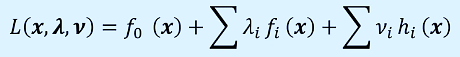 L(x, λ, ν) = f₀ (x) + ∑ λᵢ fᵢ (x) + ∑ νᵢ hᵢ (x)